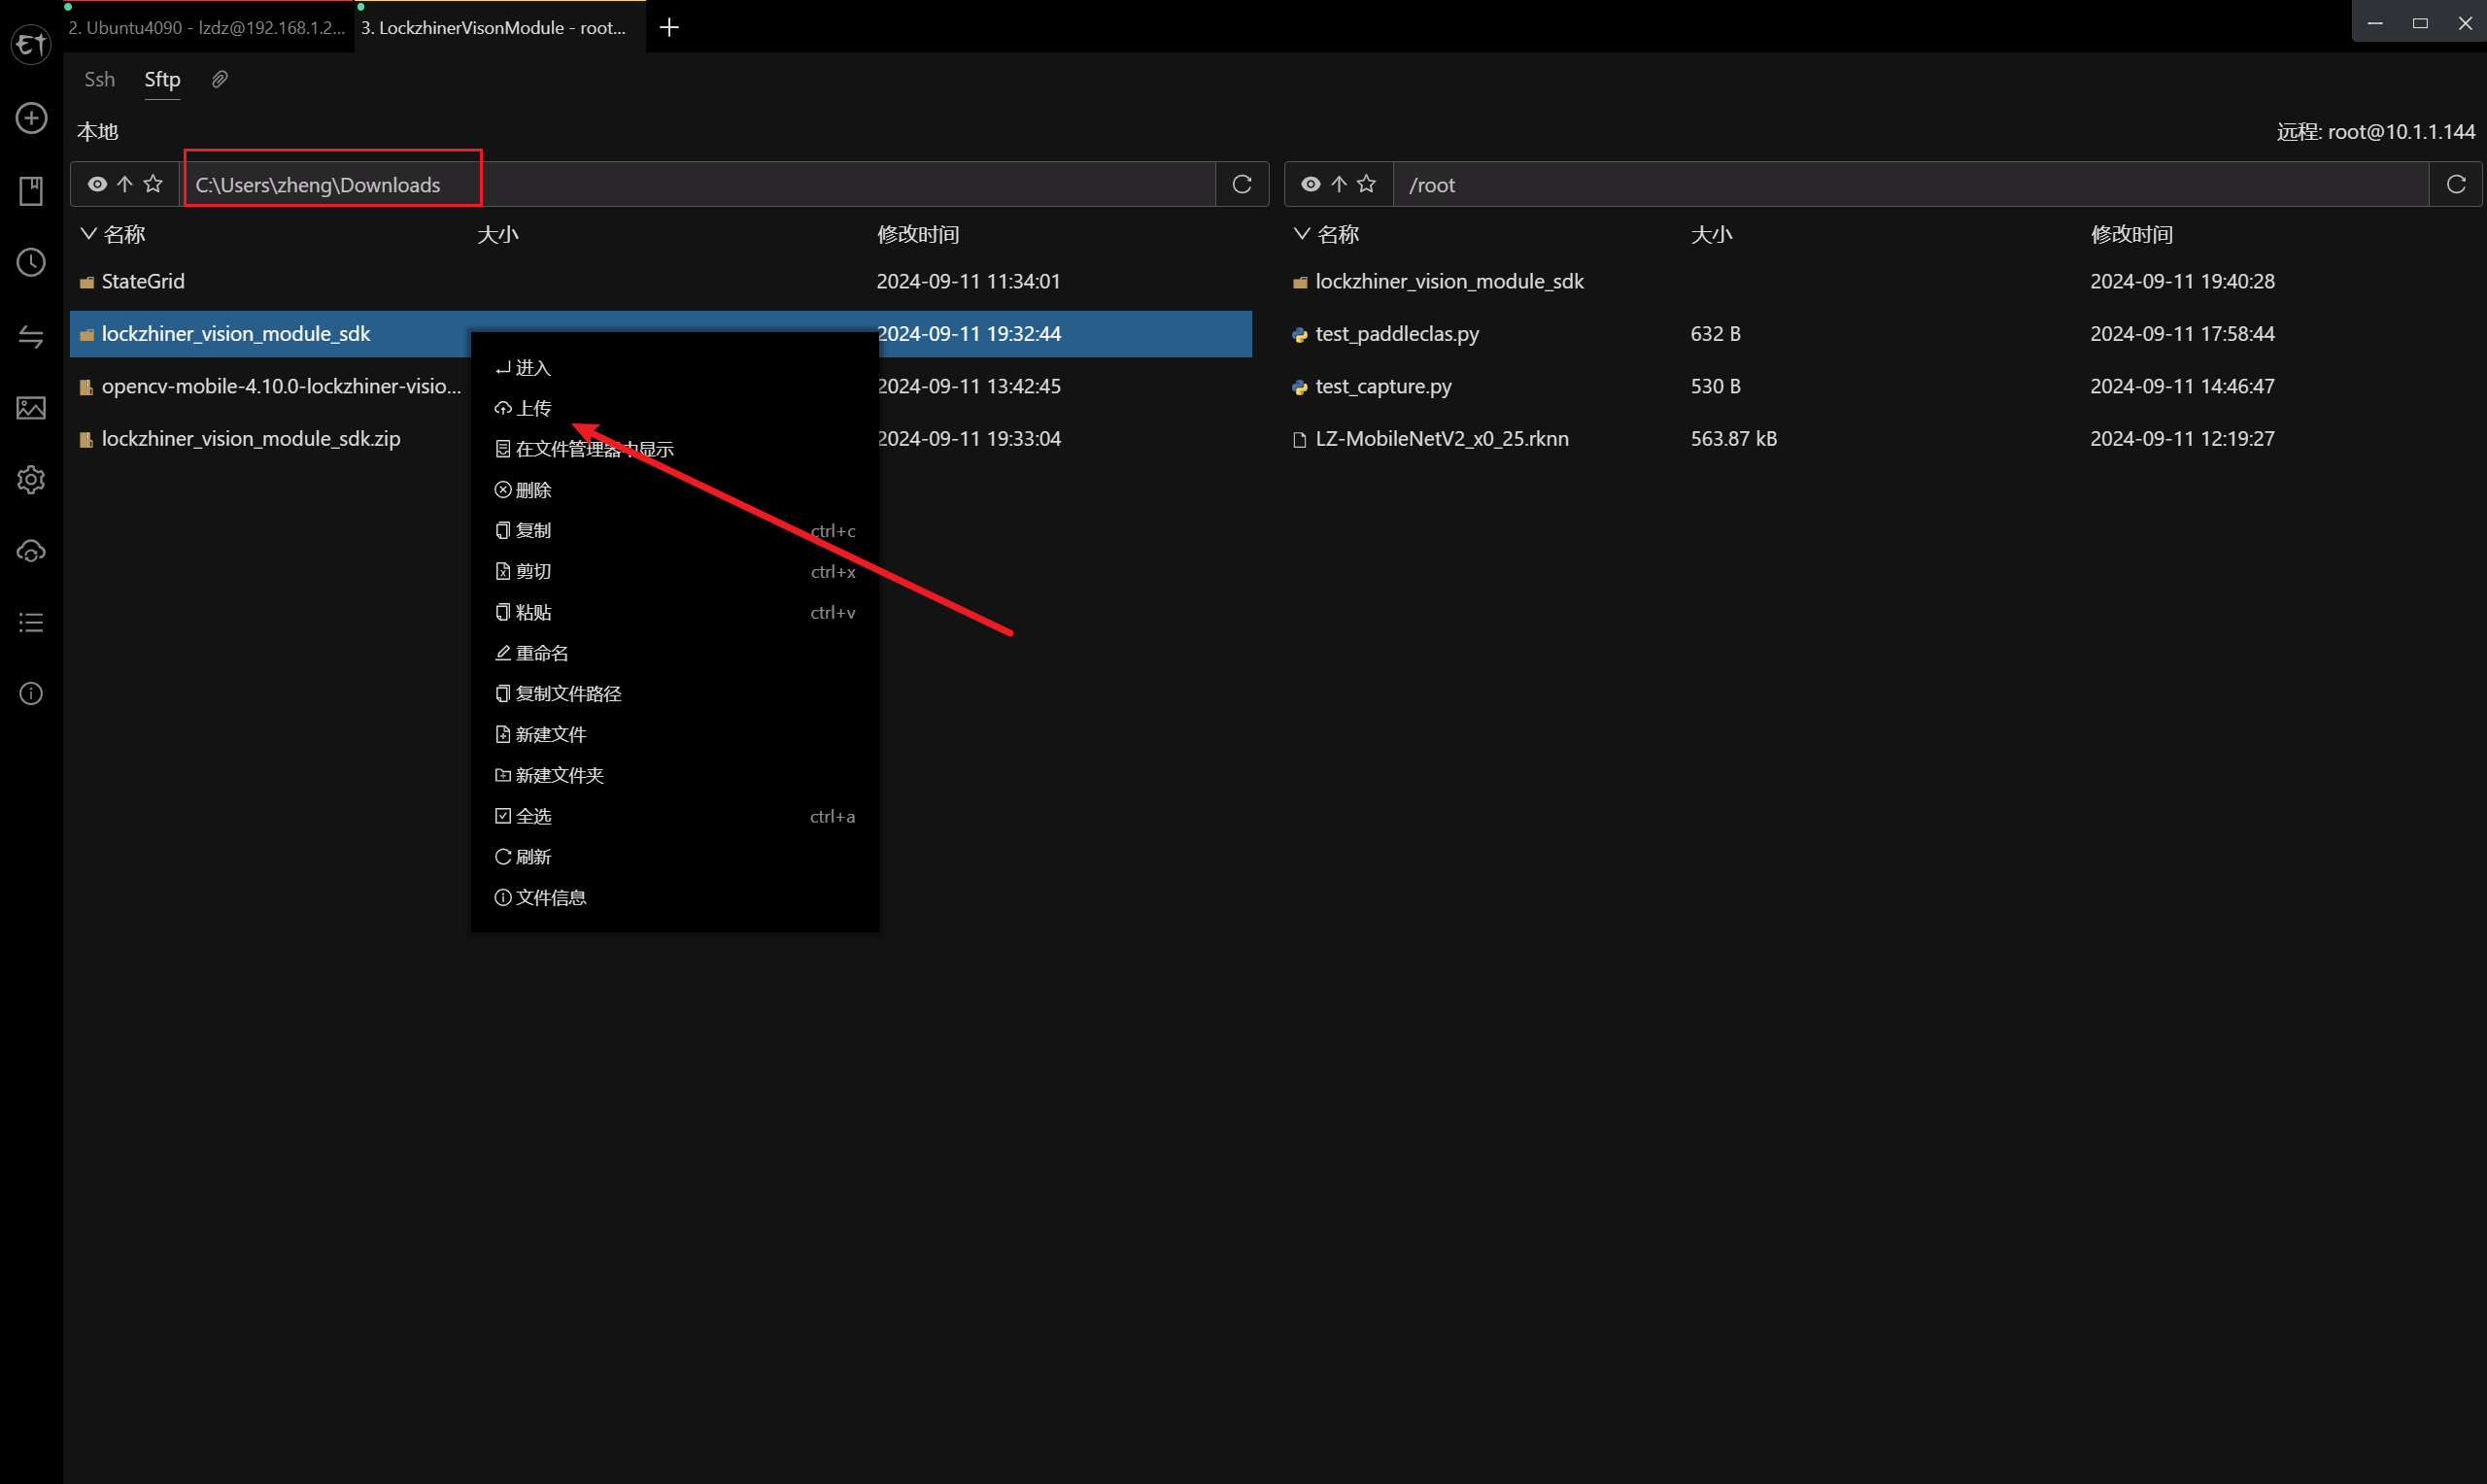 2. Ubuntu4090 - lzdz@192.168.1.2...
3. LockzhinerVisonModule - root...
Ssh
Sftp
本地
远程: root@10.1.1.144
C:\Users\zheng\Downloads
/root
名称 大小 修改时间
名称 大小 修改时间
StateGrid 2024-09-11 11:34:01
lockzhiner_vision_module_sdk 2024-09-11 19:40:28
lockzhiner_vision_module_sdk 2024-09-11 19:32:44
test_paddleclas.py 632 B 2024-09-11 17:58:44
opencv-mobile-4.10.0-lockzhiner-visio... 2024-09-11 13:42:45
test_capture.py 530 B 2024-09-11 14:46:47
lockzhiner_vision_module_sdk.zip 2024-09-11 19:33:04
LZ-MobileNetV2_x0_25.rknn 563.87 kB 2024-09-11 12:19:27
进入
上传
在文件管理器中显示
删除
复制 ctrl+c
剪切 ctrl+x
粘贴 ctrl+v
重命名
复制文件路径
新建文件
新建文件夹
全选 ctrl+a
刷新
文件信息